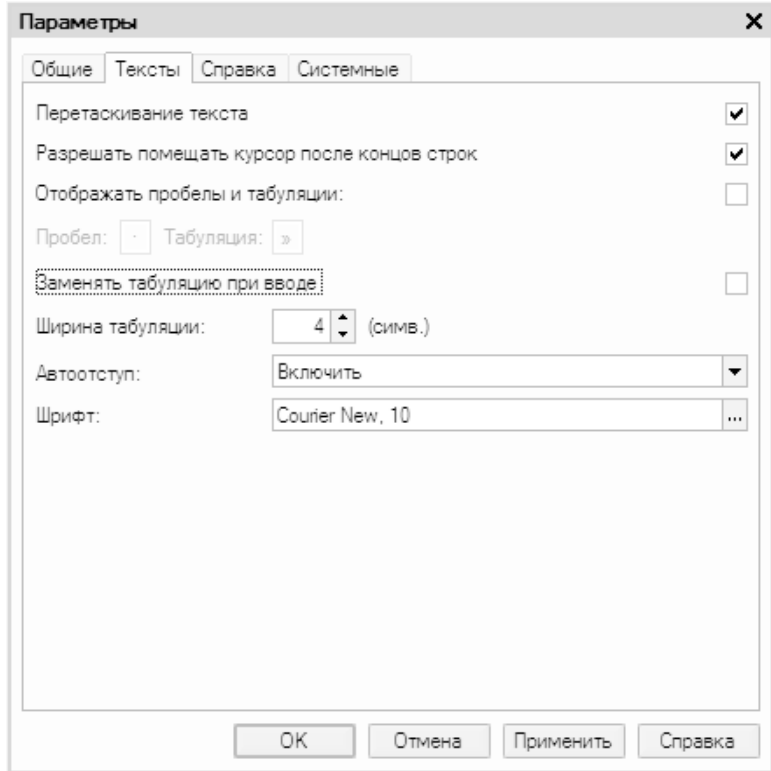 Параметры
Общие Тексты Справка Системные
Перетаскивание текста
Разрешать помещать курсор после концов строк
Отображать пробелы и табуляции:
Пробел: · Табуляция: »
Заменять табуляцию при вводе
Ширина табуляции: 4 (симв.)
Автоотступ: Включить
Шрифт: Courier New, 10 ...
OK Отмена Применить Справка